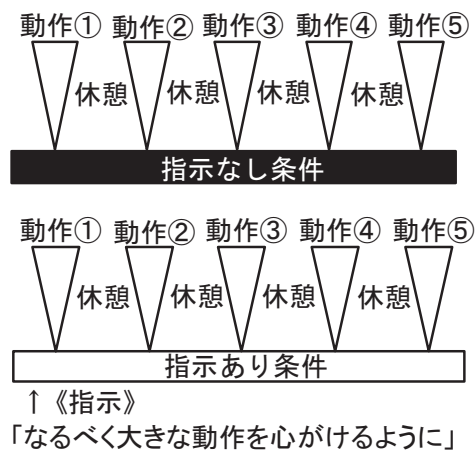 動作① 動作② 動作③ 動作④ 動作⑤
休憩 休憩 休憩 休憩
指示なし条件
動作① 動作② 動作③ 動作④ 動作⑤
休憩 休憩 休憩 休憩
指示あり条件
↑《指示》
「なるべく大きな動作を心がけるように」